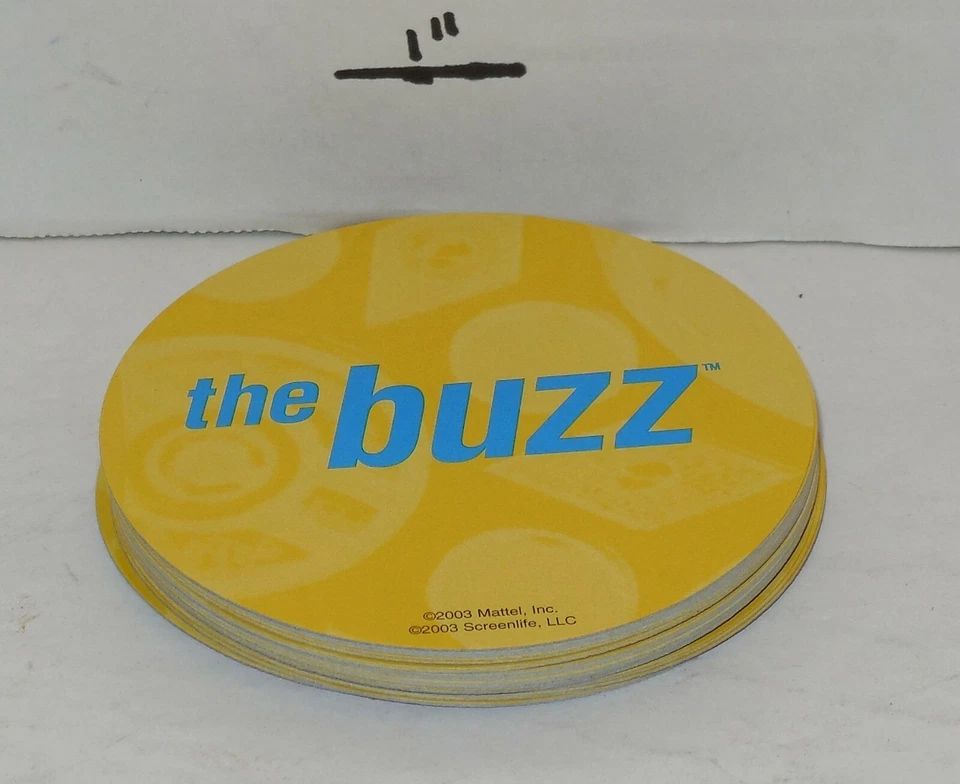 1"
the buzz™
©2003 Mattel, Inc.
©2003 Screenlife, LLC